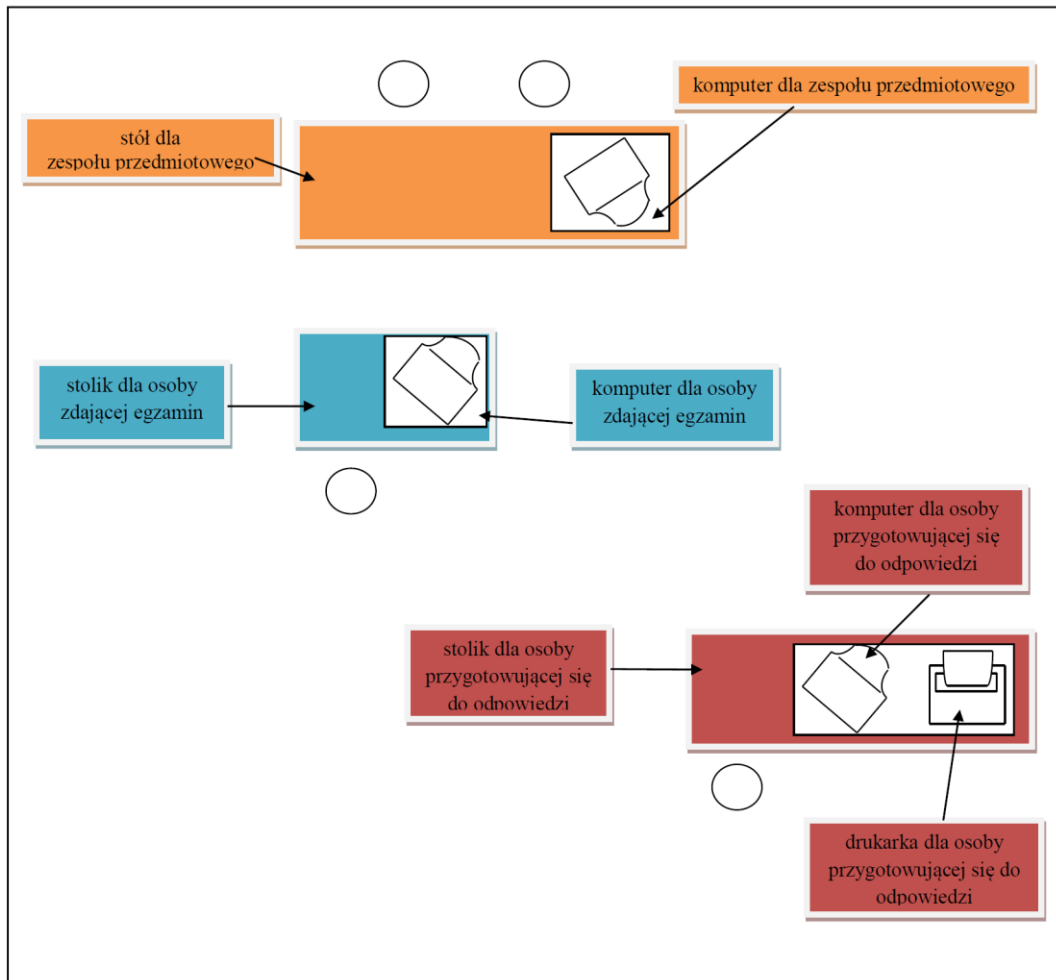 komputer dla zespołu przedmiotowego
stół dla
zespołu przedmiotowego
stolik dla osoby
zdającej egzamin
komputer dla osoby
zdającej egzamin
komputer dla osoby
przygotowującej się
do odpowiedzi
stolik dla osoby
przygotowującej się
do odpowiedzi
drukarka dla osoby
przygotowującej się do
odpowiedzi